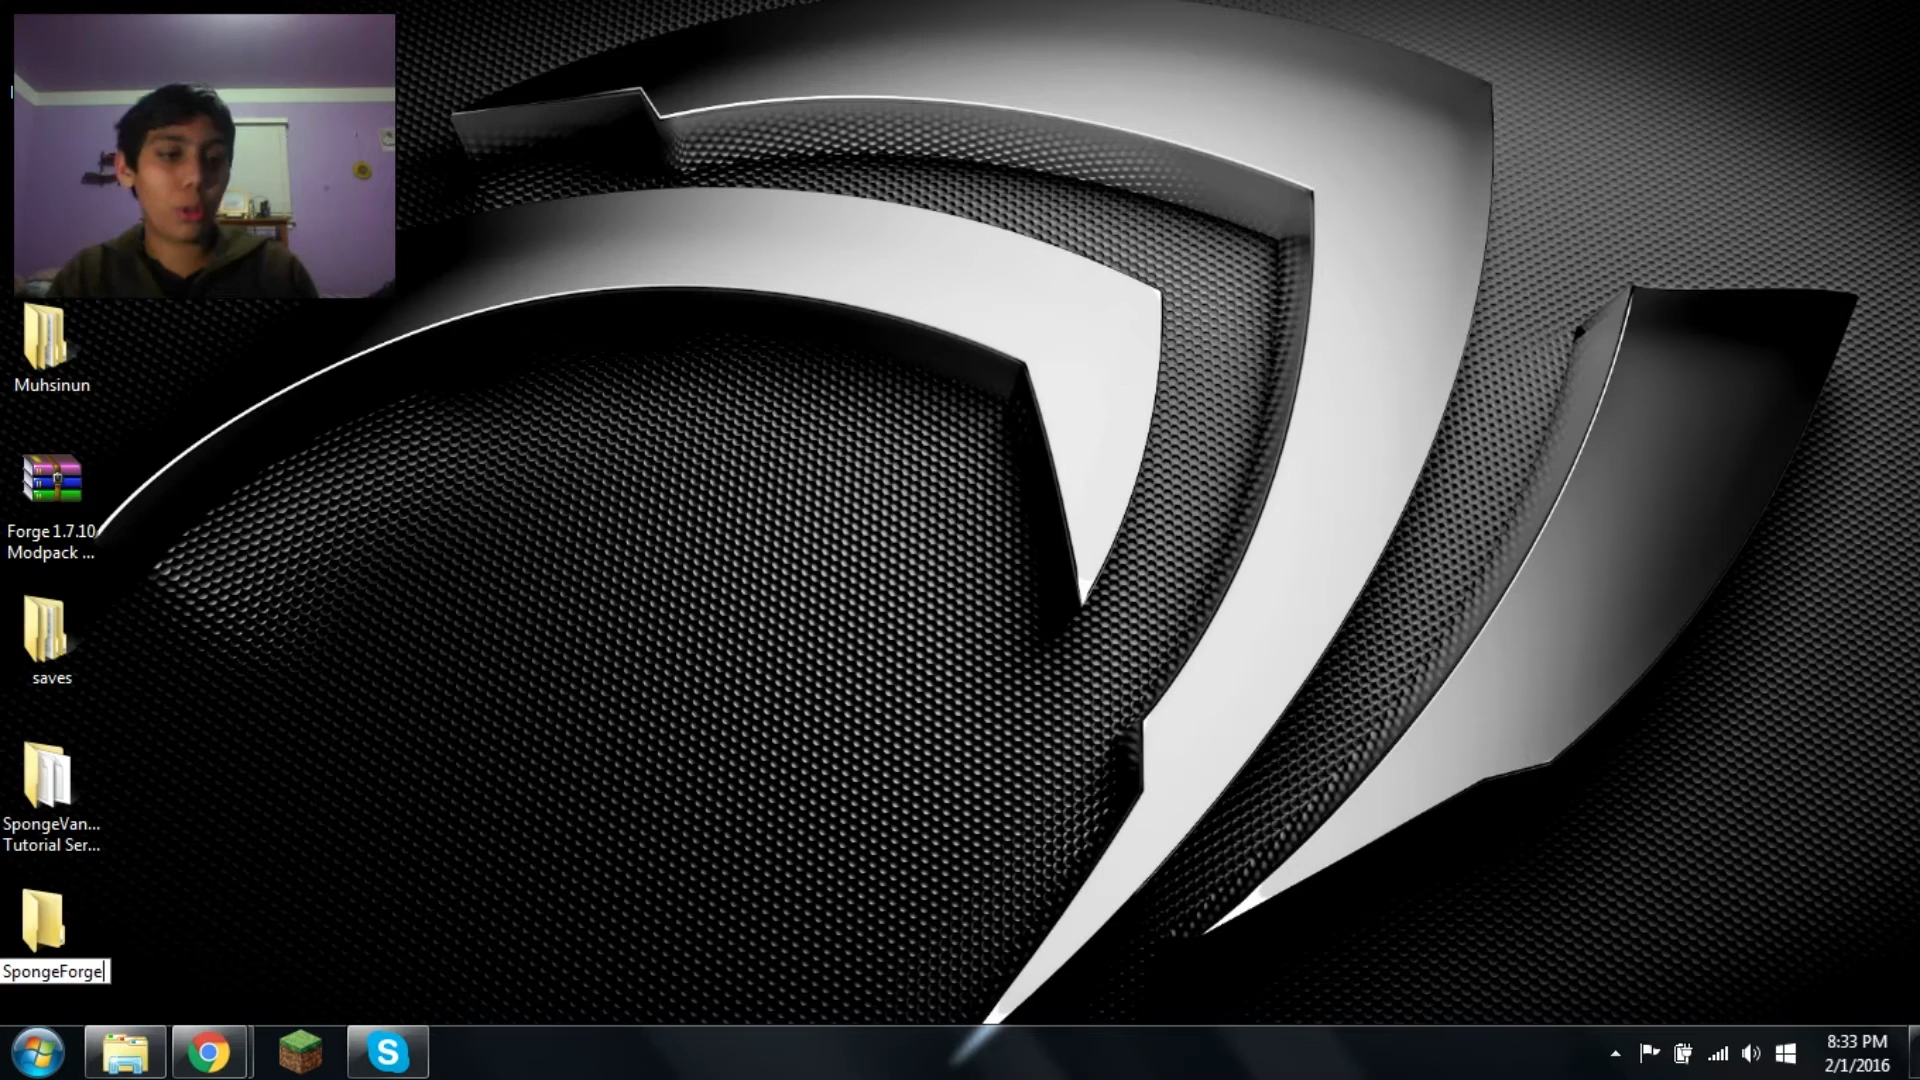 Muhsinun
Forge 1.7.10
Modpack ...
saves
SpongeVan...
Tutorial Ser...
SpongeForge
S
8:33 PM
2/1/2016